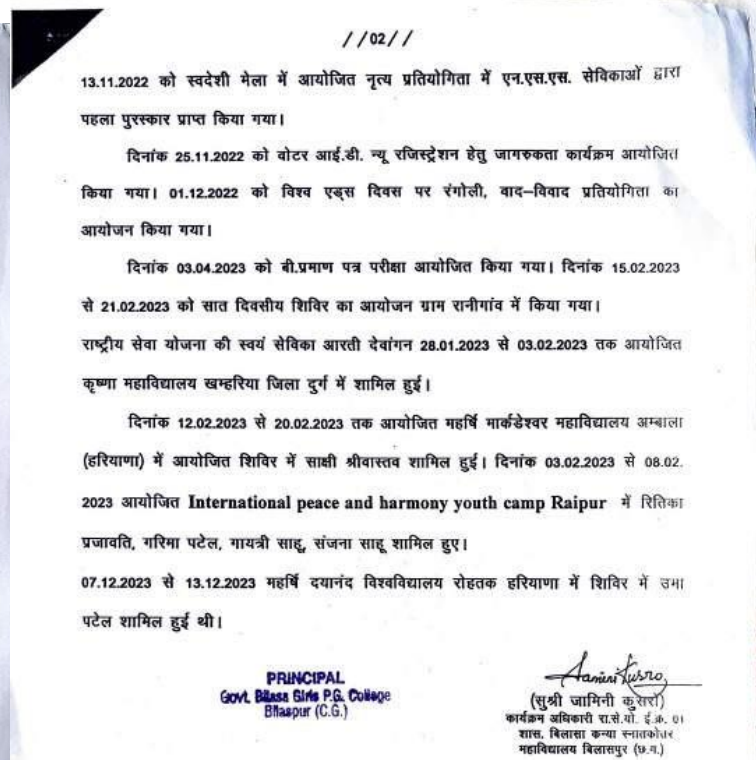 //02//
13.11.2022 को स्वदेशी मेला में आयोजित नृत्य प्रतियोगिता में एन.एस.एस. सेविकाओं द्वारा
पहला पुरस्कार प्राप्त किया गया।
दिनांक 25.11.2022 को वोटर आई.डी. न्यू रजिस्ट्रेशन हेतु जागरुकता कार्यक्रम आयोजित
किया गया। 01.12.2022 को विश्व एड्स दिवस पर रंगोली, वाद–विवाद प्रतियोगिता का
आयोजन किया गया।
दिनांक 03.04.2023 को बी.प्रमाण पत्र परीक्षा आयोजित किया गया। दिनांक 15.02.2023
से 21.02.2023 को सात दिवसीय शिविर का आयोजन ग्राम रानीगांव में किया गया।
राष्ट्रीय सेवा योजना की स्वयं सेविका आरती देवांगन 28.01.2023 से 03.02.2023 तक आयोजित
कृष्णा महाविद्यालय खम्हरिया जिला दुर्ग में शामिल हुई।
दिनांक 12.02.2023 से 20.02.2023 तक आयोजित महर्षि मार्कडेश्वर महाविद्यालय अम्बाला
(हरियाणा) में आयोजित शिविर में साक्षी श्रीवास्तव शामिल हुई। दिनांक 03.02.2023 से 08.02.
2023 आयोजित International peace and harmony youth camp Raipur में रितिका
प्रजावति, गरिमा पटेल, गायत्री साहू, संजना साहू शामिल हुए।
07.12.2023 से 13.12.2023 महर्षि दयानंद विश्वविद्यालय रोहतक हरियाणा में शिविर में उमा
पटेल शामिल हुई थी।
PRINCIPAL
Govt. Bilasa Girls P.G. College
Bilaspur (C.G.)
(सुश्री जामिनी कुसरो)
कार्यक्रम अधिकारी रा.से.यो. ई.क्र. 01
शास. बिलासा कन्या स्नातकोत्तर
महाविद्यालय बिलासपुर (छ.ग.)